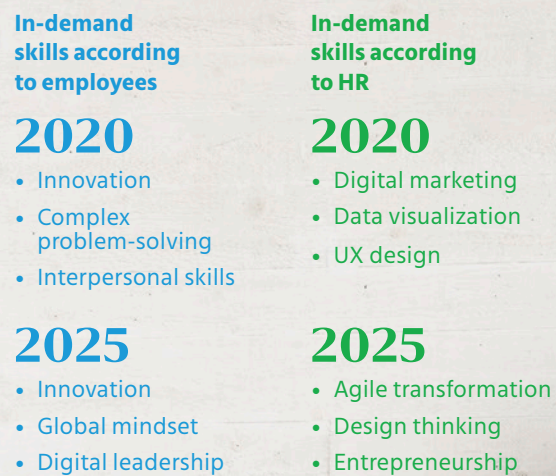 In-demand
skills according
to employees
2020
• Innovation
• Complex
problem-solving
• Interpersonal skills
2025
• Innovation
• Global mindset
• Digital leadership
In-demand
skills according
to HR
2020
• Digital marketing
• Data visualization
• UX design
2025
• Agile transformation
• Design thinking
• Entrepreneurship